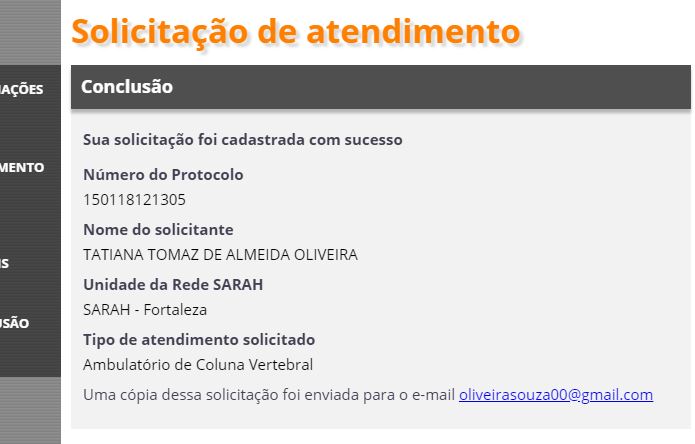 Solicitação de atendimento
Conclusão
AÇÕES
MENTO
S
USÃO
Sua solicitação foi cadastrada com sucesso
Número do Protocolo
150118121305
Nome do solicitante
TATIANA TOMAZ DE ALMEIDA OLIVEIRA
Unidade da Rede SARAH
SARAH - Fortaleza
Tipo de atendimento solicitado
Ambulatório de Coluna Vertebral
Uma cópia dessa solicitação foi enviada para o e-mail oliveirasouza00@gmail.com